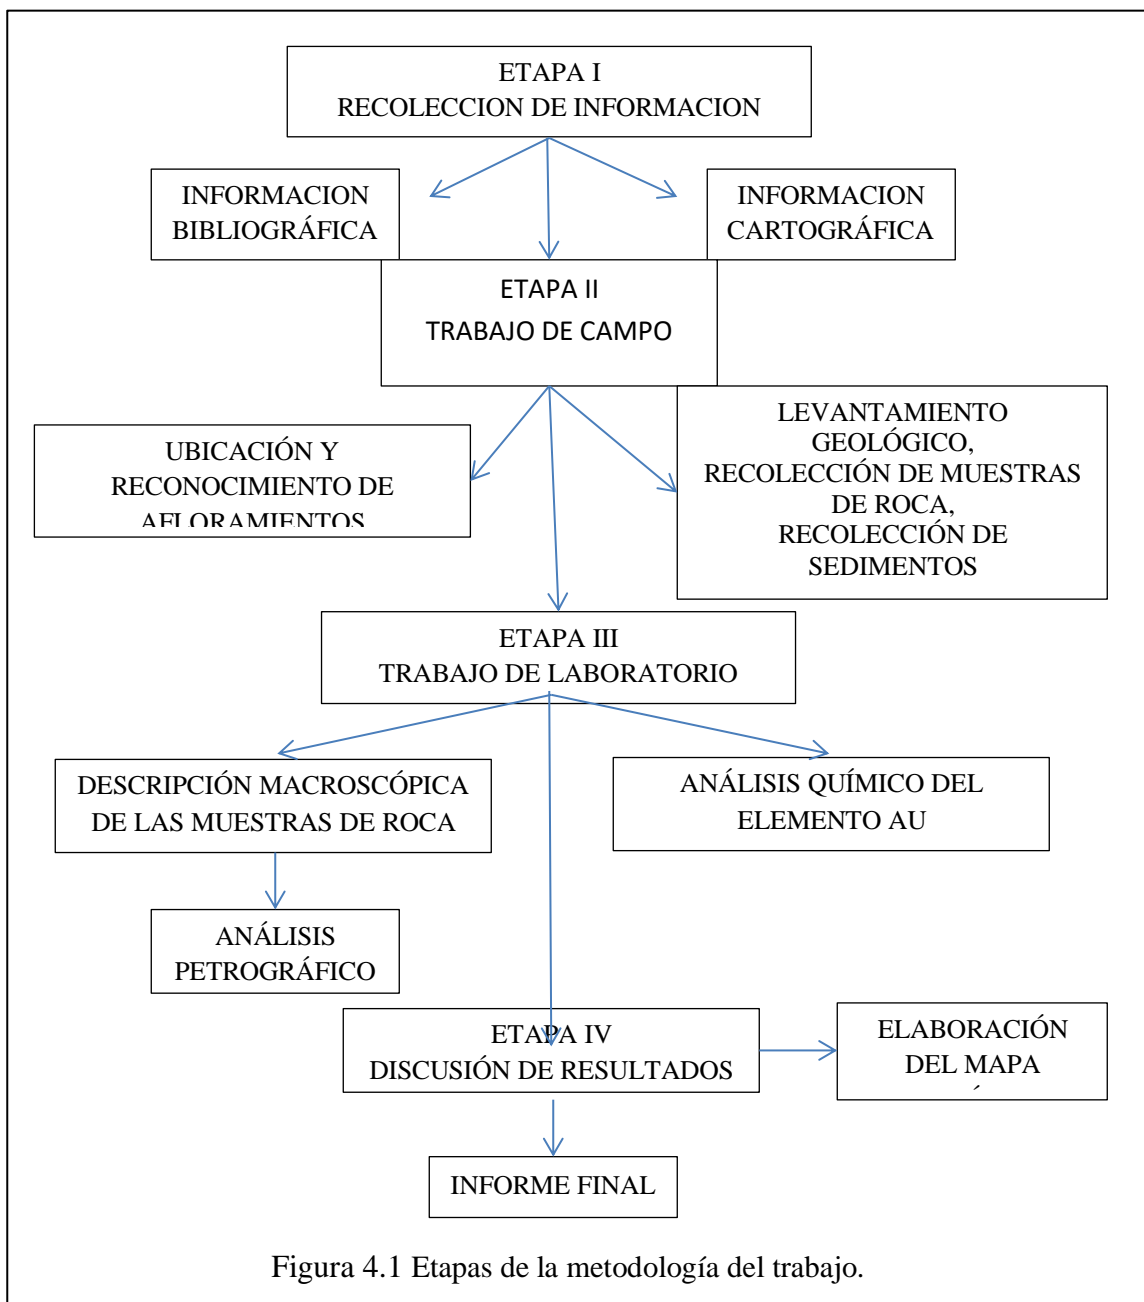 ETAPA I
RECOLECCION DE INFORMACION
INFORMACION
BIBLIOGRÁFICA
INFORMACION
CARTOGRÁFICA
ETAPA II
TRABAJO DE CAMPO
UBICACIÓN Y
RECONOCIMIENTO DE
AFLORAMIENTOS
LEVANTAMIENTO
GEOLÓGICO,
RECOLECCIÓN DE MUESTRAS
DE ROCA,
RECOLECCIÓN DE
SEDIMENTOS
ETAPA III
TRABAJO DE LABORATORIO
DESCRIPCIÓN MACROSCÓPICA
DE LAS MUESTRAS DE ROCA
ANÁLISIS QUÍMICO DEL
ELEMENTO AU
ANÁLISIS
PETROGRÁFICO
ETAPA IV
DISCUSIÓN DE RESULTADOS
ELABORACIÓN
DEL MAPA
INFORME FINAL
Figura 4.1 Etapas de la metodología del trabajo.